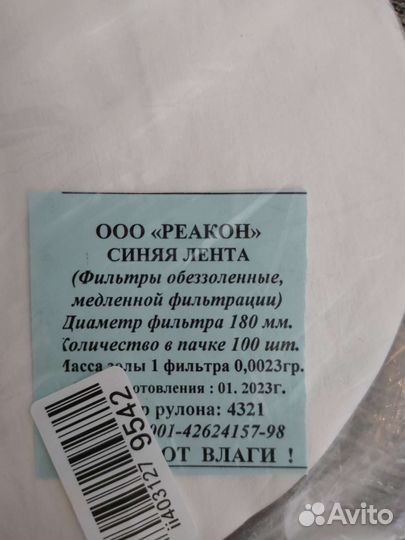 ООО «РЕАКОН»
СИНЯЯ ЛЕНТА
(Фильтры обеззоленные,
медленной фильтрации)
Диаметр фильтра 180 мм.
Количество в пачке 100 шт.
Масса золы 1 фильтра 0,0023гр.
отовления : 01. 2023г.
р рулона: 4321
001-42624157-98
ОТ ВЛАГИ !
ii403127 9542
Avito